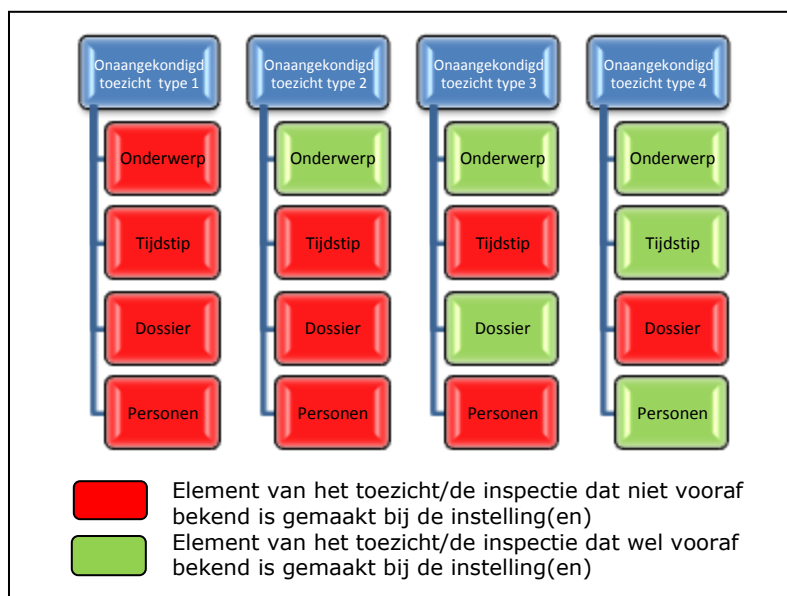 Onaangekondigd
toezicht type 1
Onderwerp
Tijdstip
Dossier
Personen
Onaangekondigd
toezicht type 2
Onderwerp
Tijdstip
Dossier
Personen
Onaangekondigd
toezicht type 3
Onderwerp
Tijdstip
Dossier
Personen
Onaangekondigd
toezicht type 4
Onderwerp
Tijdstip
Dossier
Personen
Element van het toezicht/de inspectie dat niet vooraf
bekend is gemaakt bij de instelling(en)
Element van het toezicht/de inspectie dat wel vooraf
bekend is gemaakt bij de instelling(en)